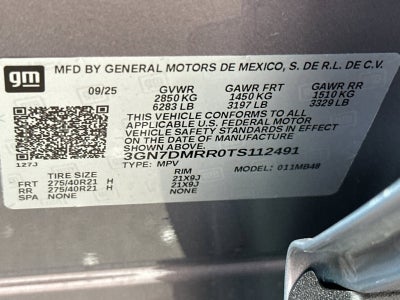 gm MFD BY GENERAL MOTORS DE MEXICO, S. DE R.L. DE C.V.
09/25 GVWR GAWR FRT GAWR RR
2850 KG 1450 KG 1510 KG
6283 LB 3197 LB 3329 LB
THIS VEHICLE CONFORMS TO ALL
APPLICABLE U.S. FEDERAL MOTOR
VEHICLE SAFETY STANDARDS IN
EFFECT ON THE DATE OF
MANUFACTURE SHOWN ABOVE.
3GN7DMRR0TS112491
127J TYPE: MPV MODEL: 011MB48
TIRE SIZE RIM
FRT 275/40R21 H 21X9J
RR 275/40R21 H 21X9J
SPA NONE NONE